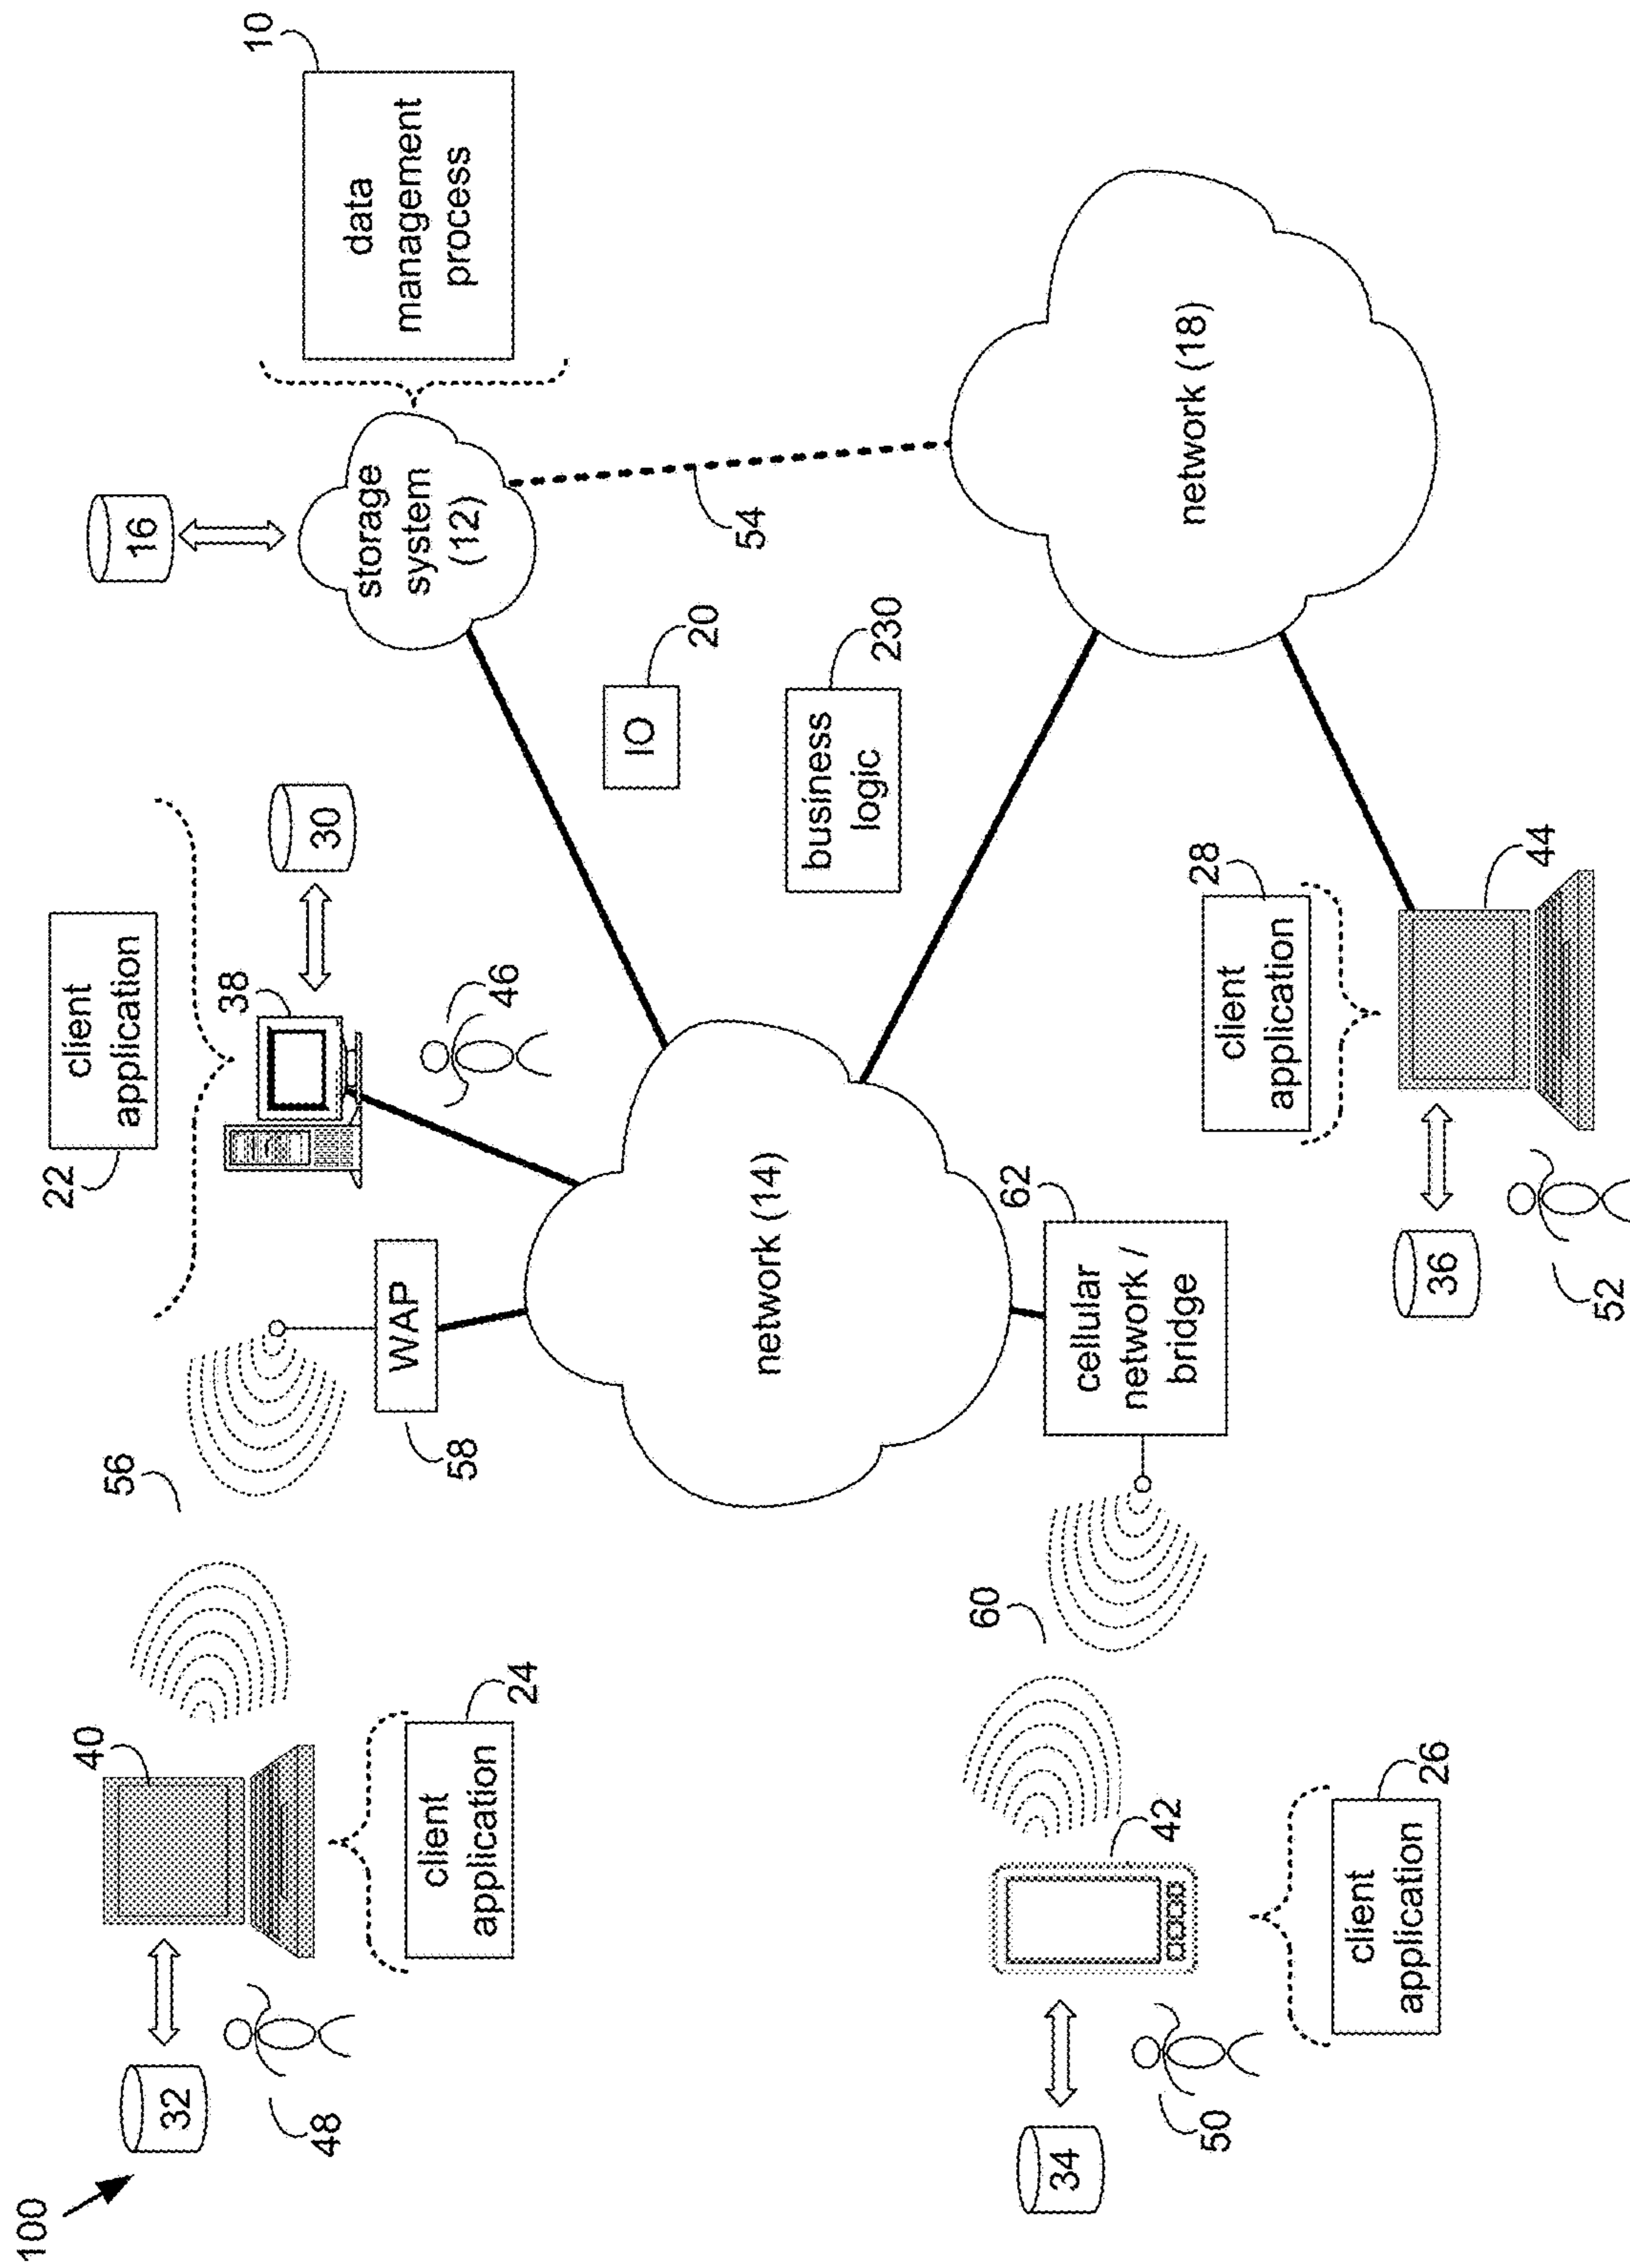 100
32
48
40
client
application
24
56
58
WAP
22
client
application
38
30
46
16
storage
system
(12)
10
data
management
process
IO
20
54
business
logic
230
network (14)
network (18)
34
50
42
client
application
26
60
62
cellular
network /
bridge
36
52
client
application
28
44